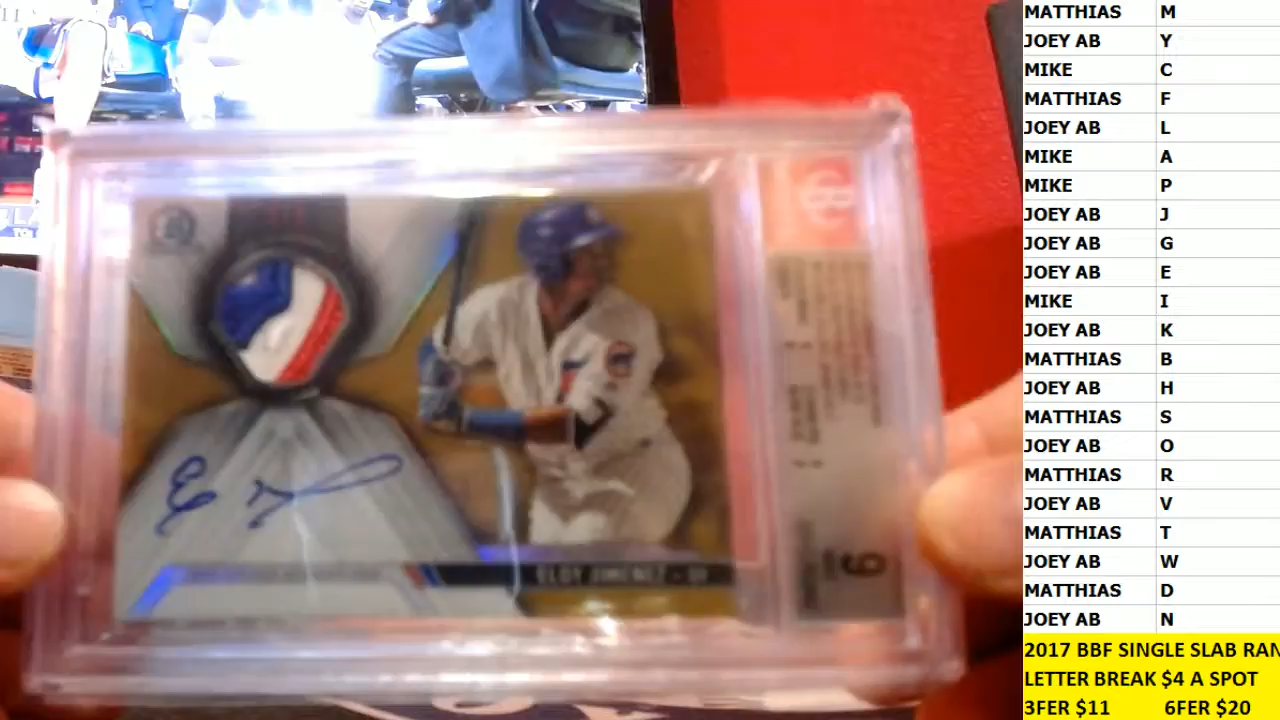 ELOY JIMENEZ - OF
9
MATTHIAS M
JOEY AB Y
MIKE C
MATTHIAS F
JOEY AB L
MIKE A
MIKE P
JOEY AB J
JOEY AB G
JOEY AB E
MIKE I
JOEY AB K
MATTHIAS B
JOEY AB H
MATTHIAS S
JOEY AB O
MATTHIAS R
JOEY AB V
MATTHIAS T
JOEY AB W
MATTHIAS D
JOEY AB N
2017 BBF SINGLE SLAB RAN
LETTER BREAK $4 A SPOT
3FER $11 6FER $20